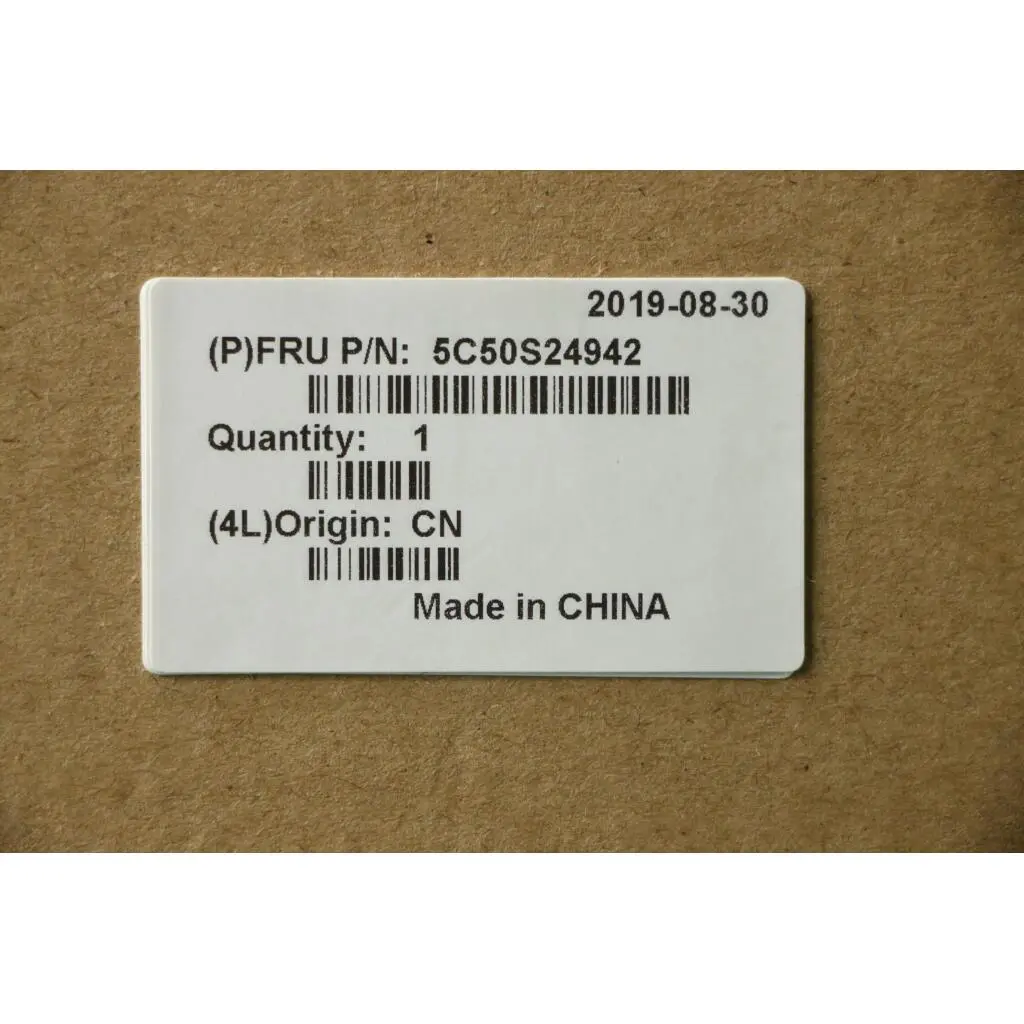 2019-08-30
(P)FRU P/N: 5C50S24942
Quantity: 1
(4L)Origin: CN
Made in CHINA